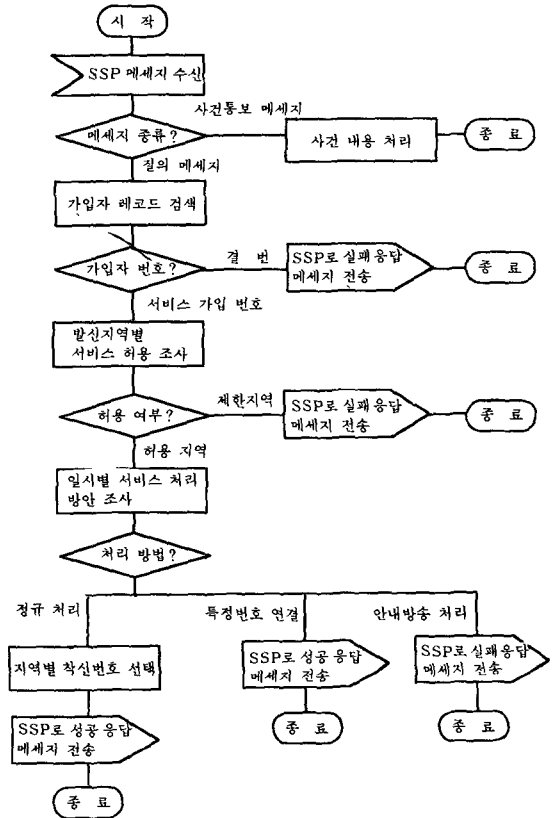 시 작
SSP 메세지 수신
사건통보 메세지
메세지 종류?
사건 내용 처리
종 료
질의 메세지
가입자 레코드 검색
가입자 번호?
결 번
SSP로 실패응답
메세지 전송
종 료
서비스 가입 번호
발신지역별
서비스 허용 조사
허용 여부?
제한지역
SSP로 실패응답
메세지 전송
종 료
허용 지역
일시별 서비스 처리
방안 조사
처리 방법?
정규 처리
특정번호 연결
안내방송 처리
지역별 착신번호 선택
SSP로 성공 응답
메세지 전송
SSP로 실패응답
메세지 전송
SSP로 성공 응답
메세지 전송
종 료
종 료
종 료